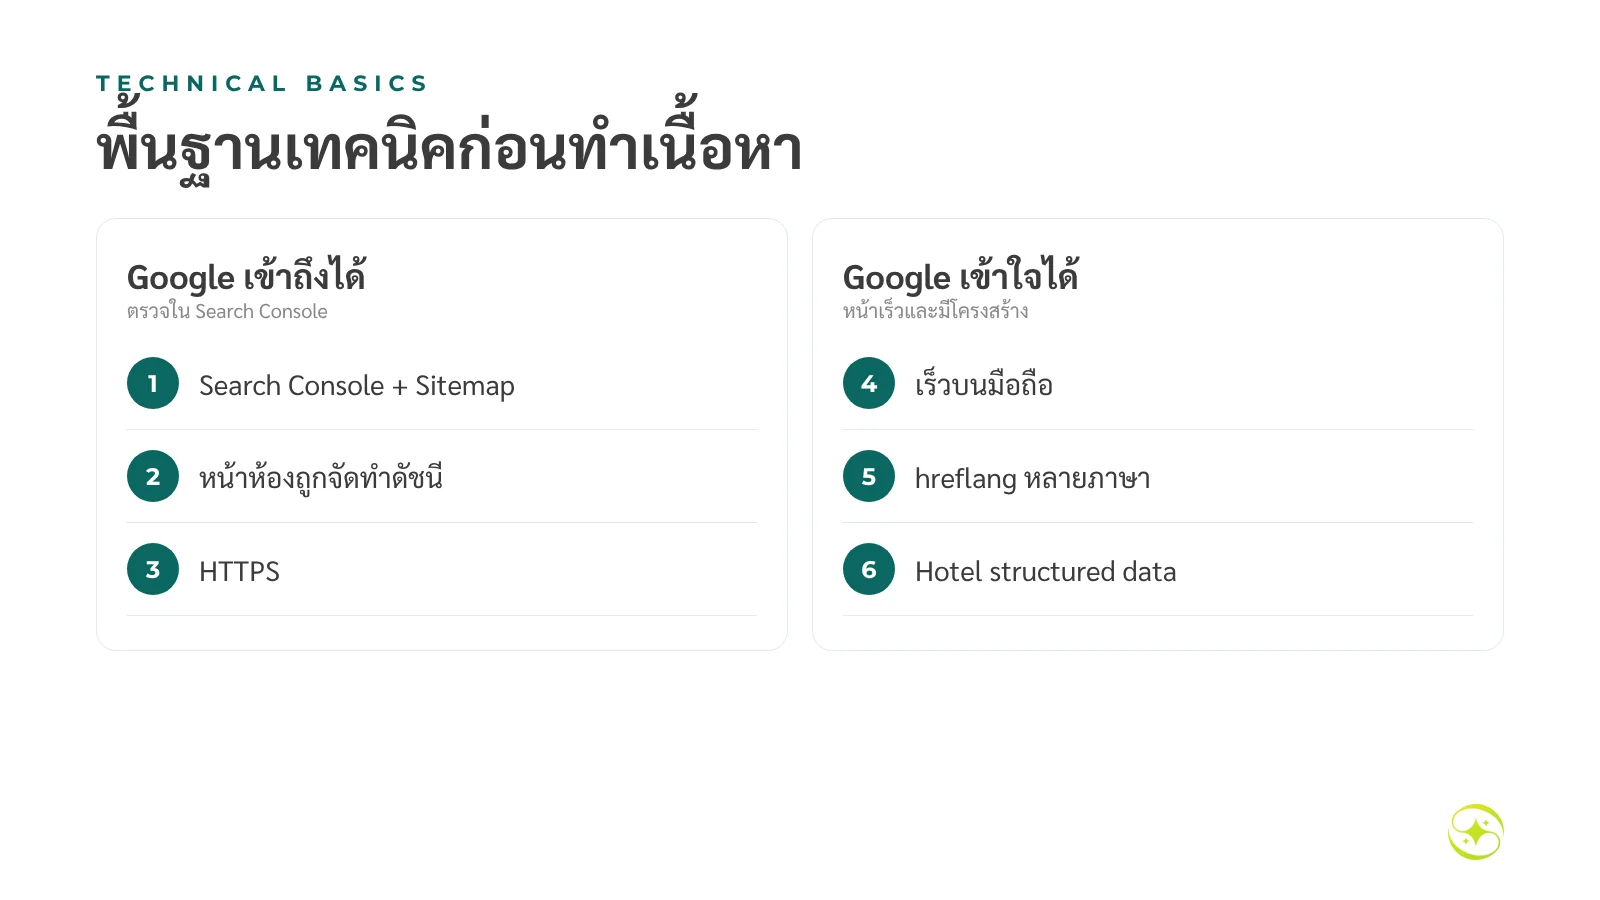 TECHNICAL BASICS
พื้นฐานเทคนิคก่อนทำเนื้อหา
Google เข้าถึงได้
ตรวจใน Search Console
1 Search Console + Sitemap
2 หน้าห้องถูกจัดทำดัชนี
3 HTTPS
Google เข้าใจได้
หน้าเร็วและมีโครงสร้าง
4 เร็วบนมือถือ
5 hreflang หลายภาษา
6 Hotel structured data